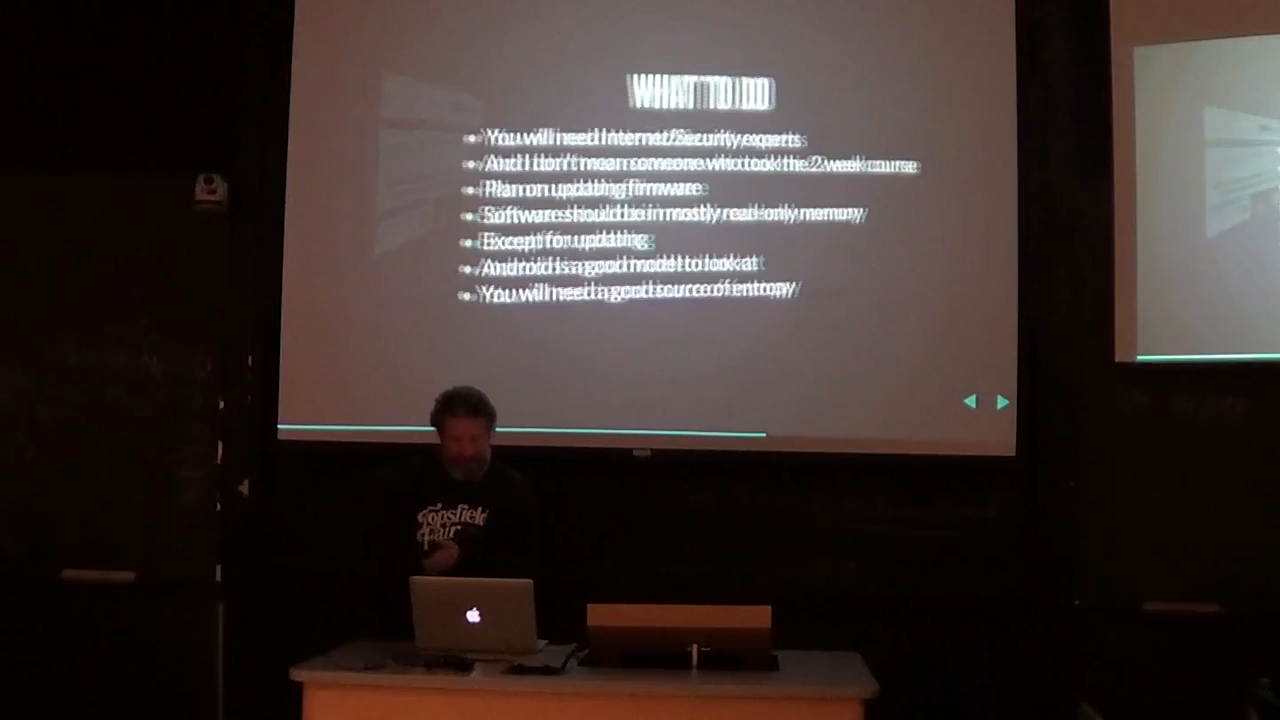 WHAT TO DO
• You will need Internet/Security experts
• And I don't mean someone who took the 2 week course
• Plan on updating firmware
• Software should be in mostly read-only memory
• Except for updating
• Android is a good model to look at
• You will need a good source of entropy
Topsfield
Fair